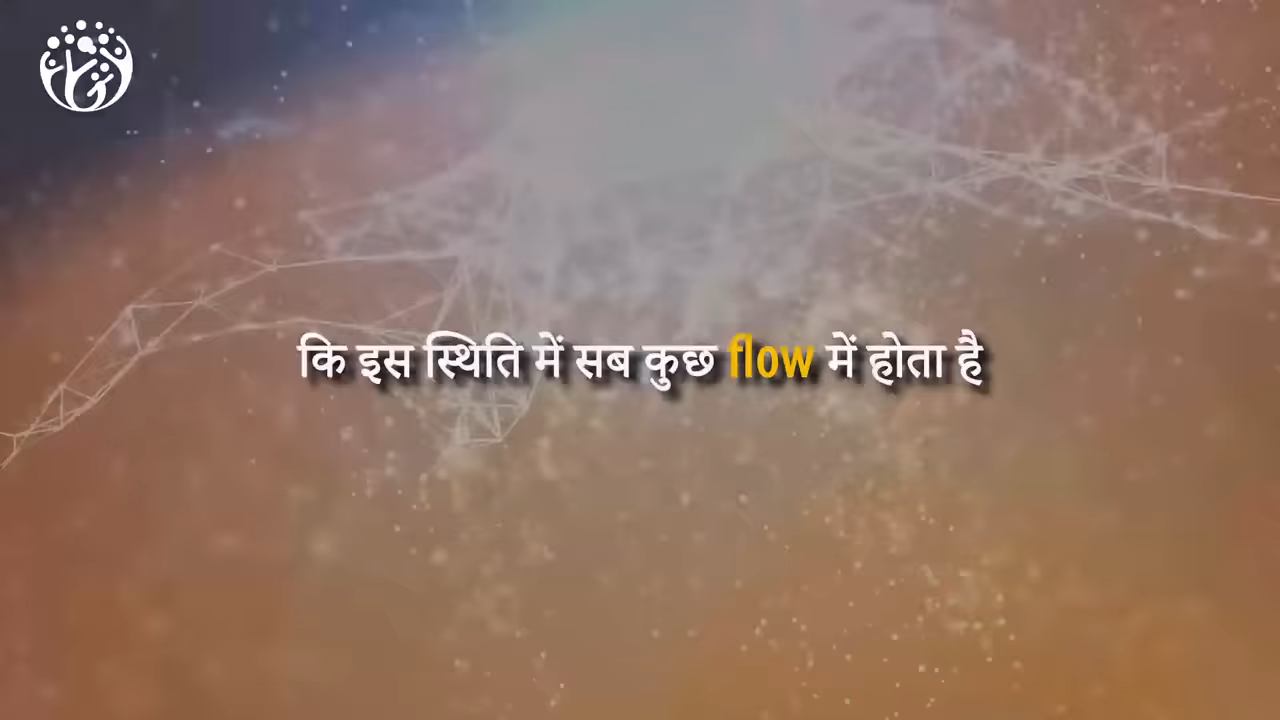 कि इस स्थिति में सब कुछ flow में होता है